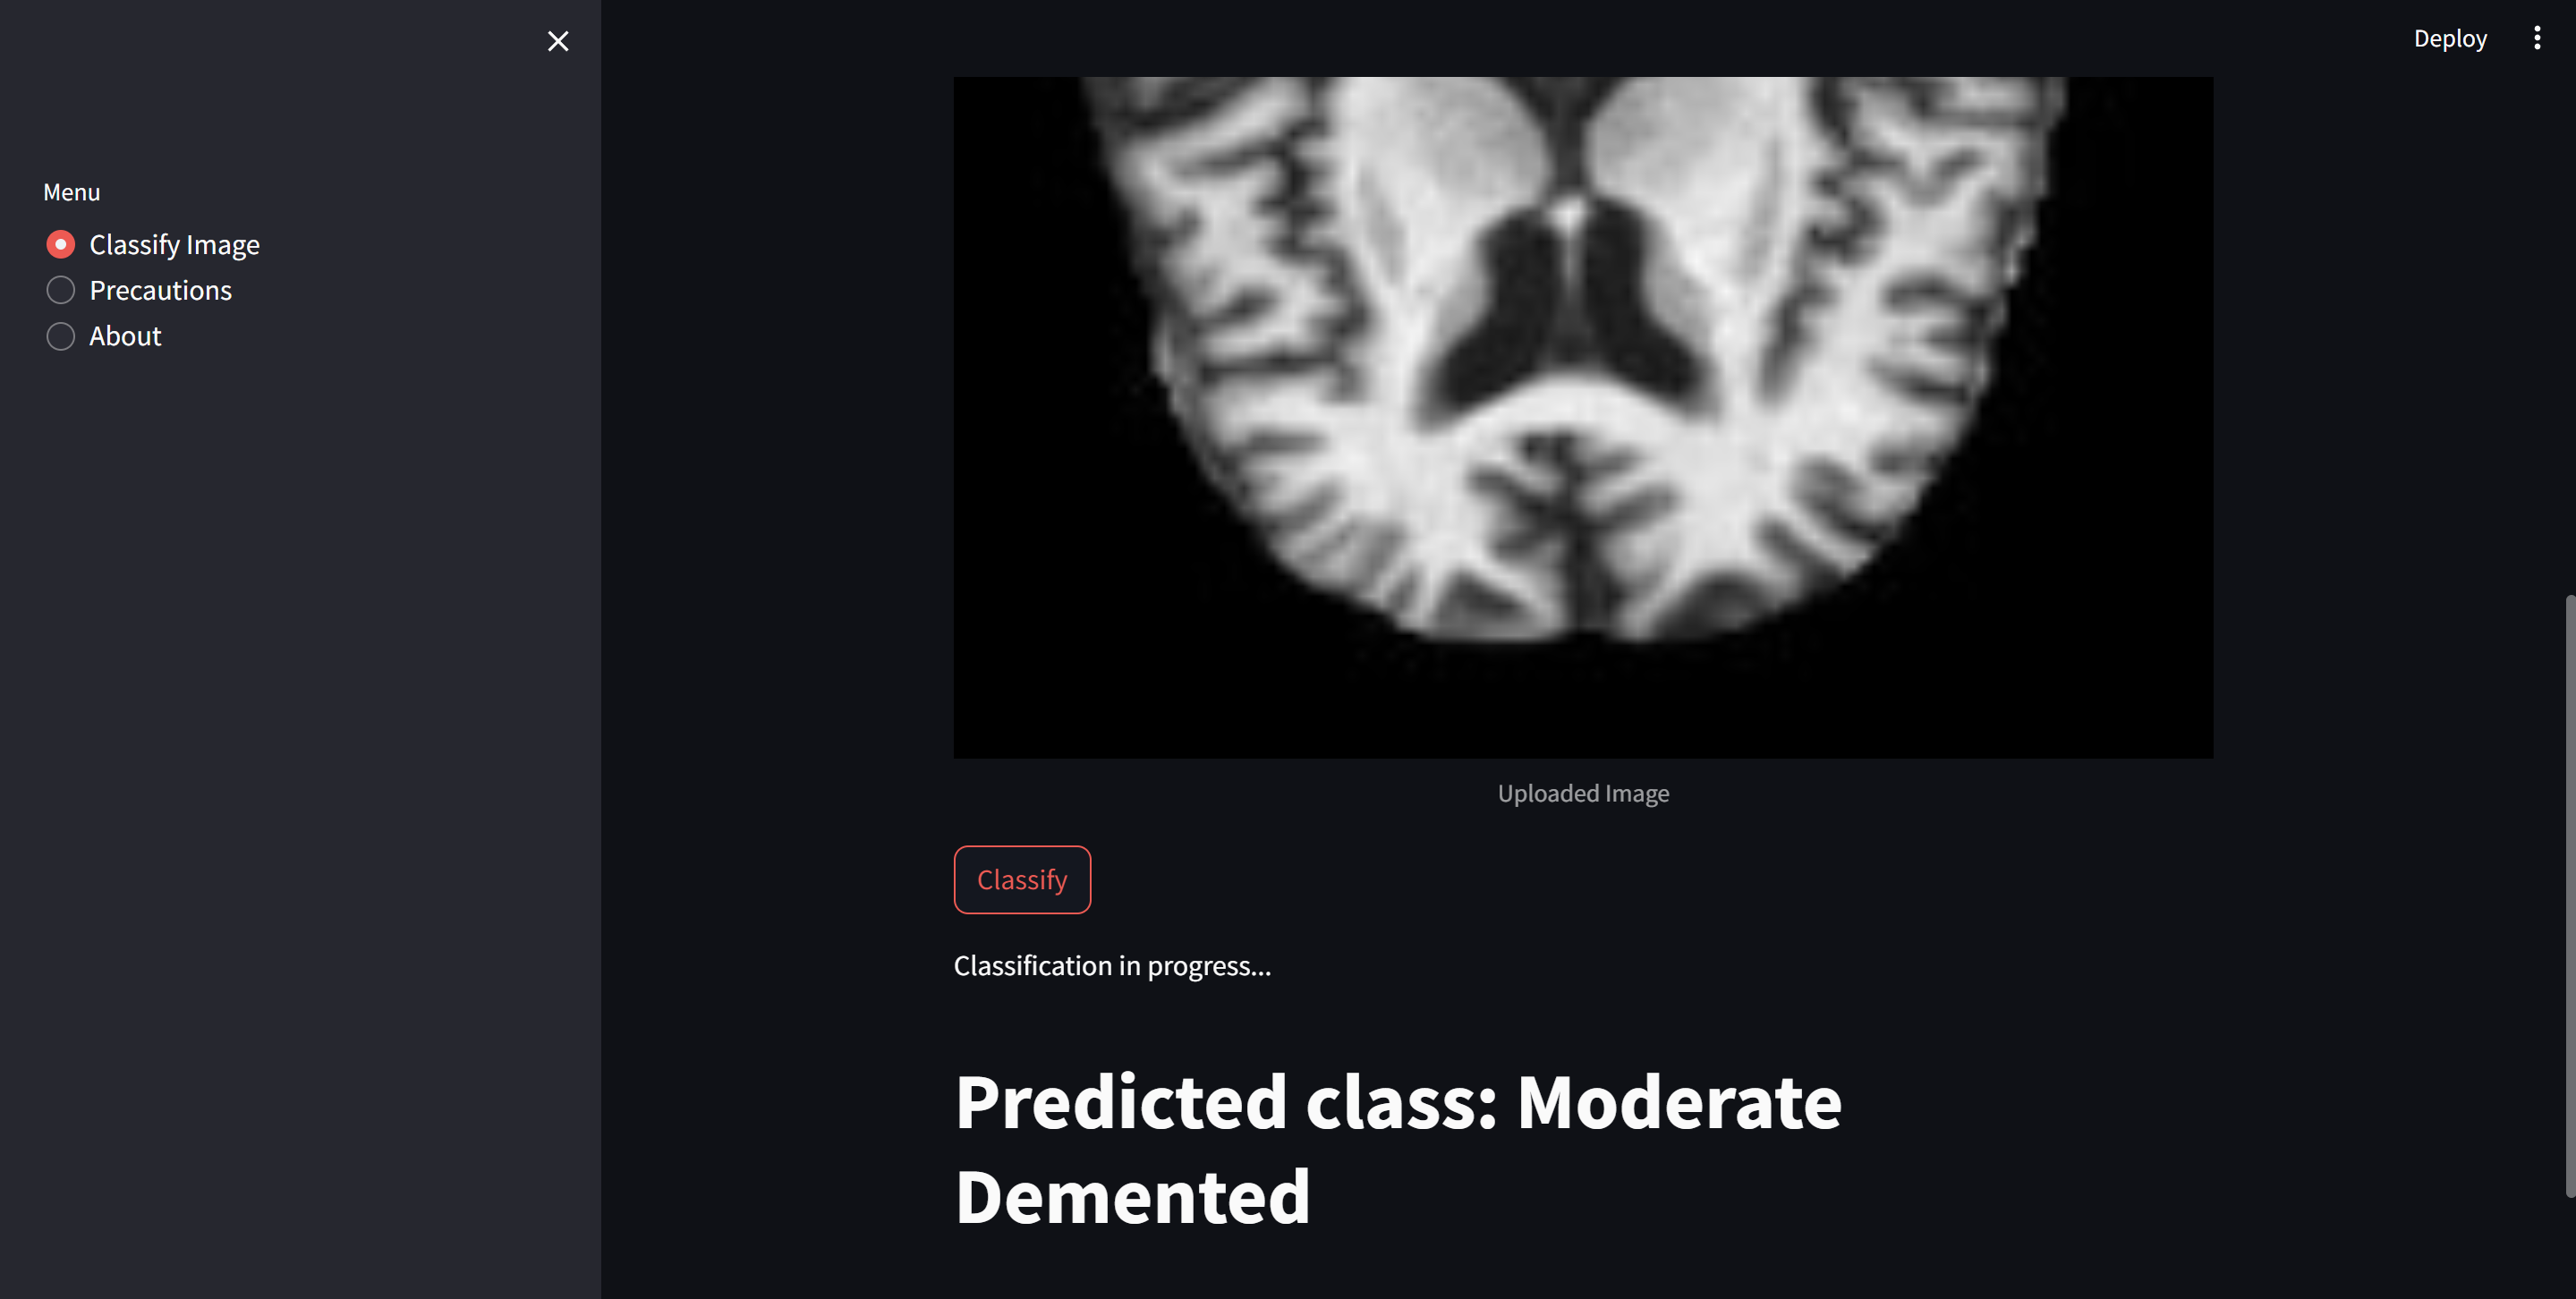 Deploy
Menu
Classify Image
Precautions
About
Uploaded Image
Classify
Classification in progress...
Predicted class: Moderate
Demented